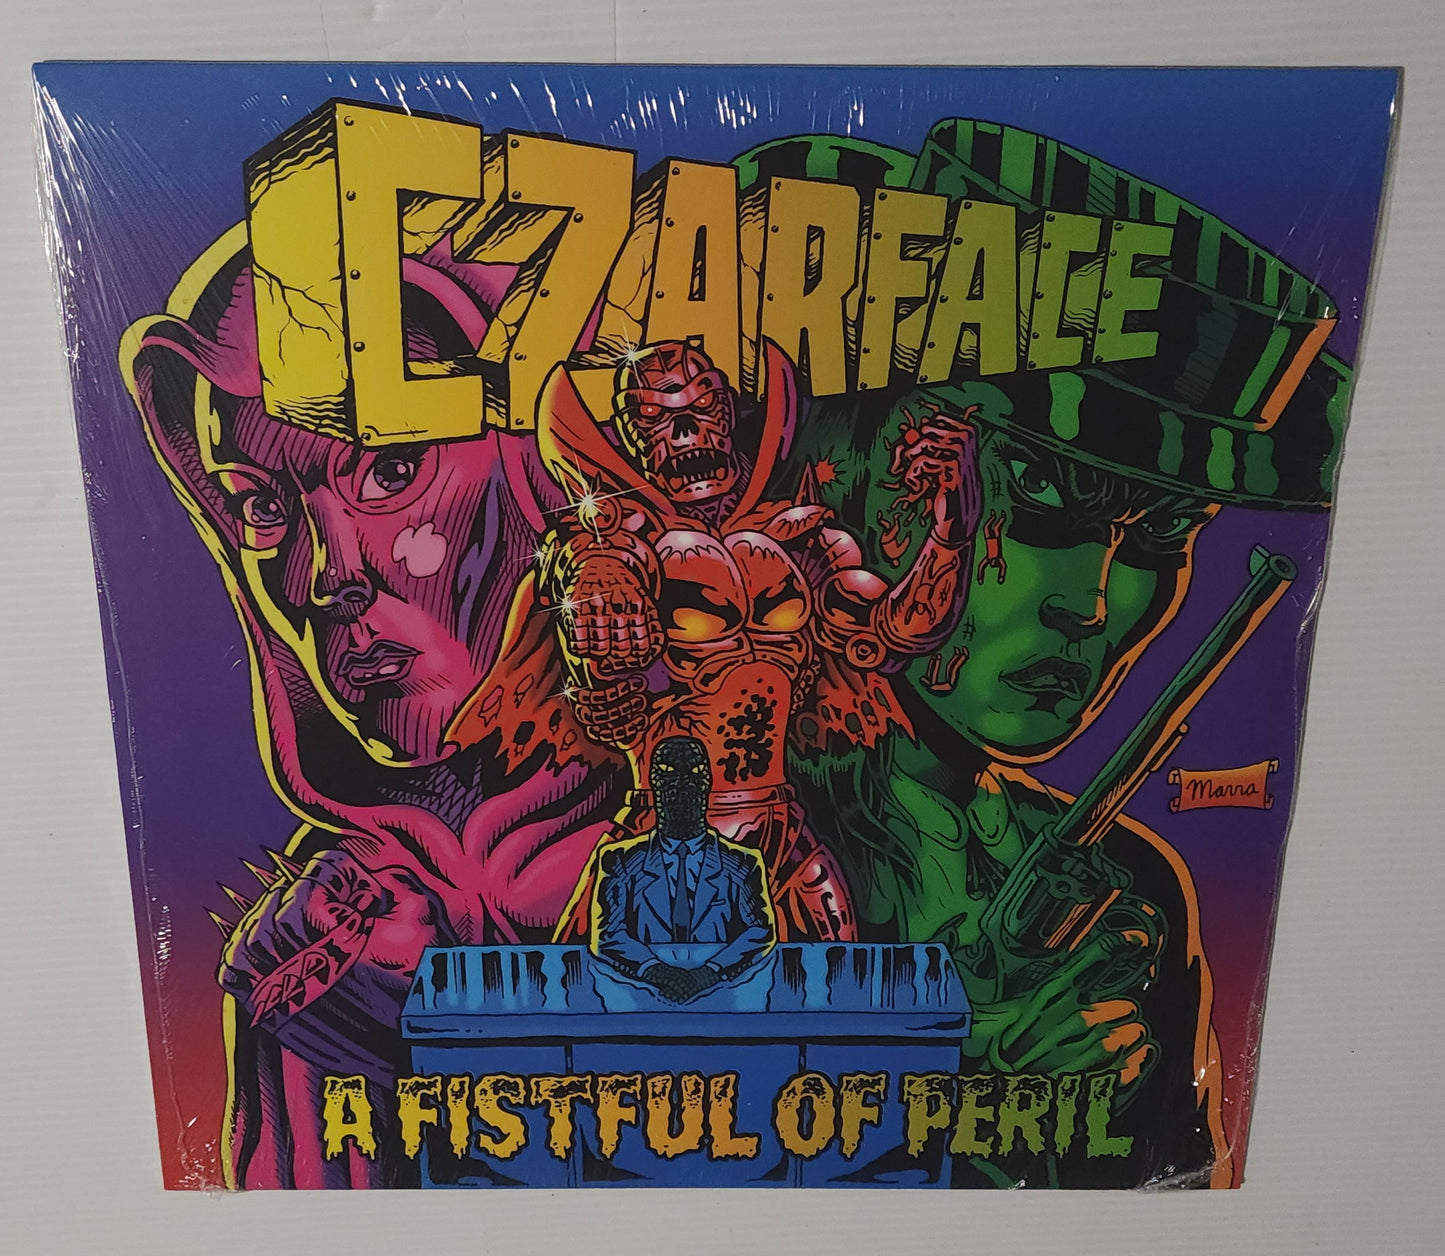 CZARFACE
Marra
A FISTFUL OF PERIL